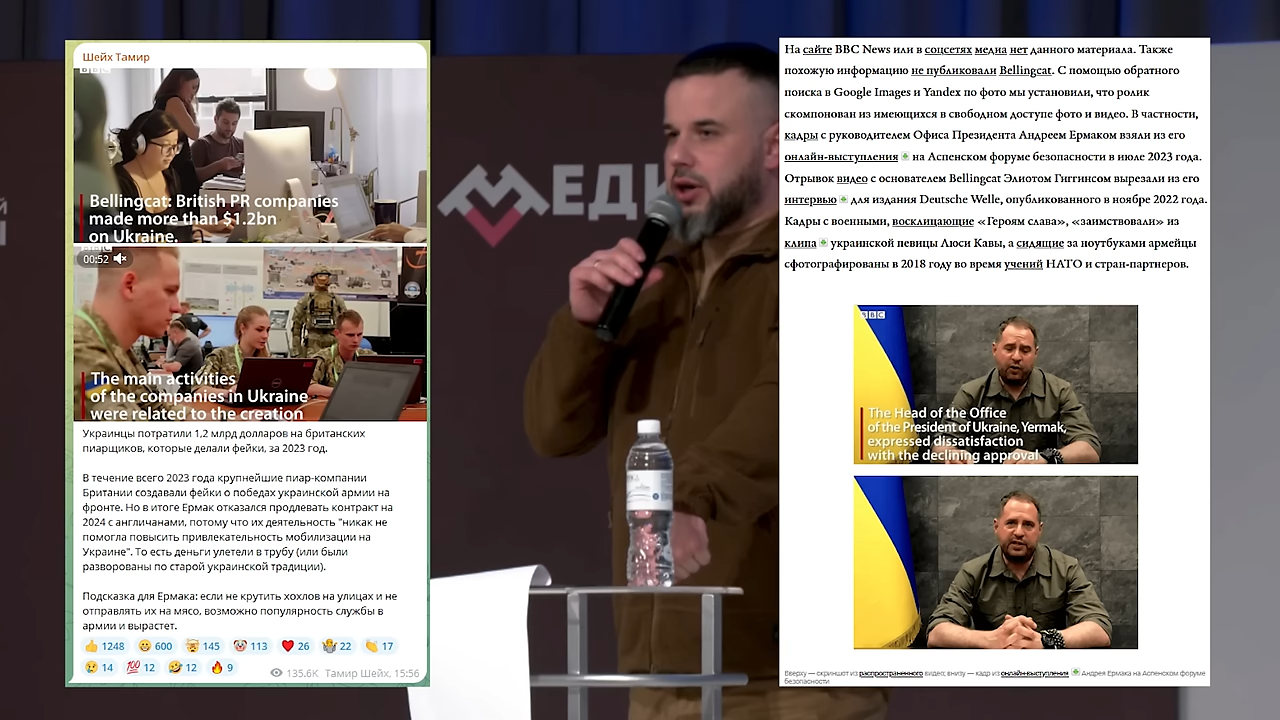 Шейх Тамир
BBC
Bellingcat: British PR companies
made more than $1.2bn
on Ukraine.
00:52
The main activities
of the companies in Ukraine
were related to the creation
Украинцы потратили 1,2 млрд долларов на британских
пиарщиков, которые делали фейки, за 2023 год.
В течение всего 2023 года крупнейшие пиар-компании
Британии создавали фейки о победах украинской армии на
фронте. Но в итоге Ермак отказался продлевать контракт на
2024 с англичанами, потому что их деятельность "никак не
помогла повысить привлекательность мобилизации на
Украине". То есть деньги улетели в трубу (или были
разворованы по старой украинской традиции).
Подсказка для Ермака: если не крутить хохлов на улицах и не
отправлять их на мясо, возможно популярность службы в
армии и вырастет.
1248 600 145 113 26 22 17
14 100 12 12 9
135.6K Тамир Шейх, 15:56
МЕДИ
Й
На сайте BBC News или в соцсетях медиа нет данного материала. Также
похожую информацию не публиковали Bellingcat. С помощью обратного
поиска в Google Images и Yandex по фото мы установили, что ролик
скомпонован из имеющихся в свободном доступе фото и видео. В частности,
кадры с руководителем Офиса Президента Андреем Ермаком взяли из его
онлайн-выступления на Аспенском форуме безопасности в июле 2023 года.
Отрывок видео с основателем Bellingcat Элиотом Гиггинсом вырезали из его
интервью для издания Deutsche Welle, опубликованного в ноябре 2022 года.
Кадры с военными, восклицающие «Героям слава», «заимствовали» из
клипа украинской певицы Люси Кавы, а сидящие за ноутбуками армейцы
сфотографированы в 2018 году во время учений НАТО и стран-партнеров.
BBC
The Head of the Office
of the President of Ukraine, Yermak,
expressed dissatisfaction
with the declining approval
Вверху — скриншот из распространенного видео; внизу — кадр из онлайн-выступления Андрея Ермака на Аспенском форуме
безопасности